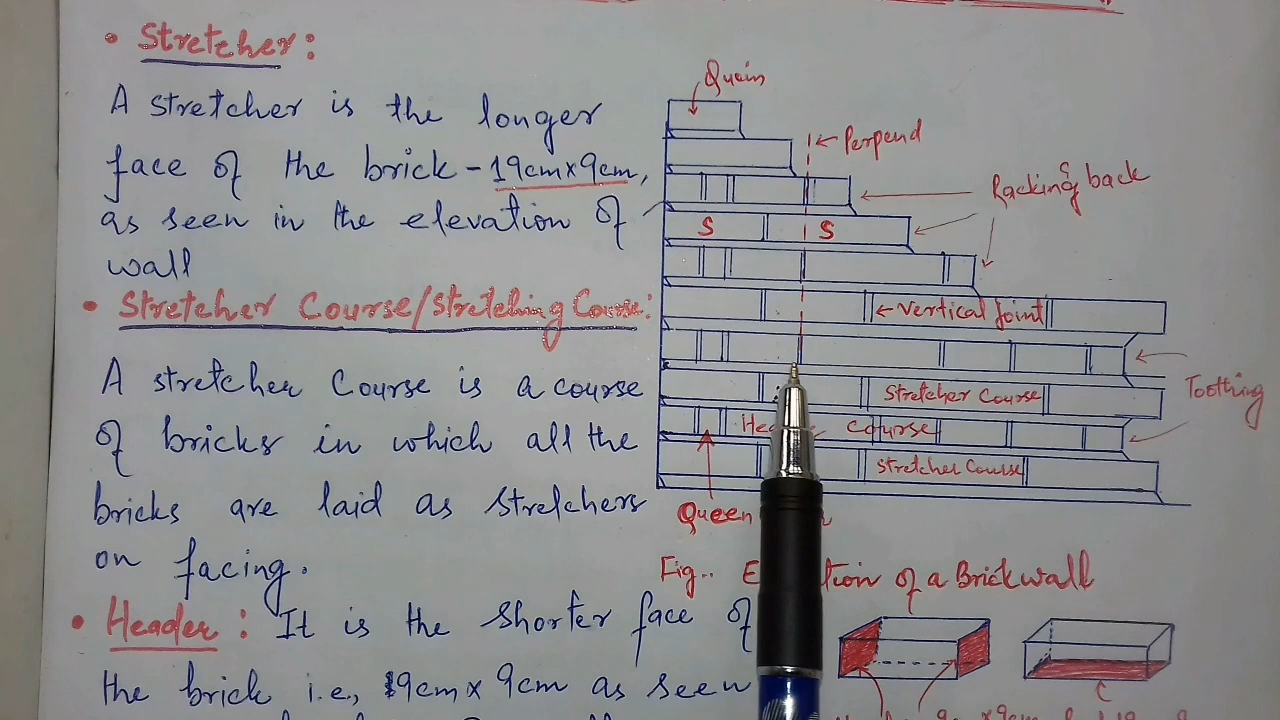 • Stretcher:
A stretcher is the longer
face of the brick - 19cm×9cm,
as seen in the elevation of
wall
• Stretcher Course/Stretching Course:
A stretcher Course is a course
of bricks in which all the
bricks are laid as stretchers
on facing.
• Header: It is the shorter face of
the brick i.e., 9cm× 9cm as seen
Quoin
Perpend
Racking back
S S
Vertical Joint
Toothing
Stretcher Course
Course
Stretcher Course
Queen
Fig.. of a Brickwall